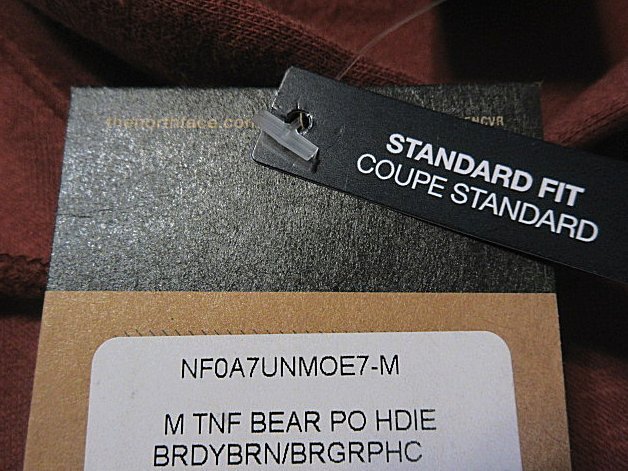 thenorthface.com
STANDARD FIT
COUPE STANDARD
NF0A7UNMOE7-M
M TNF BEAR PO HDIE
BRDYBRN/BRGRPHC